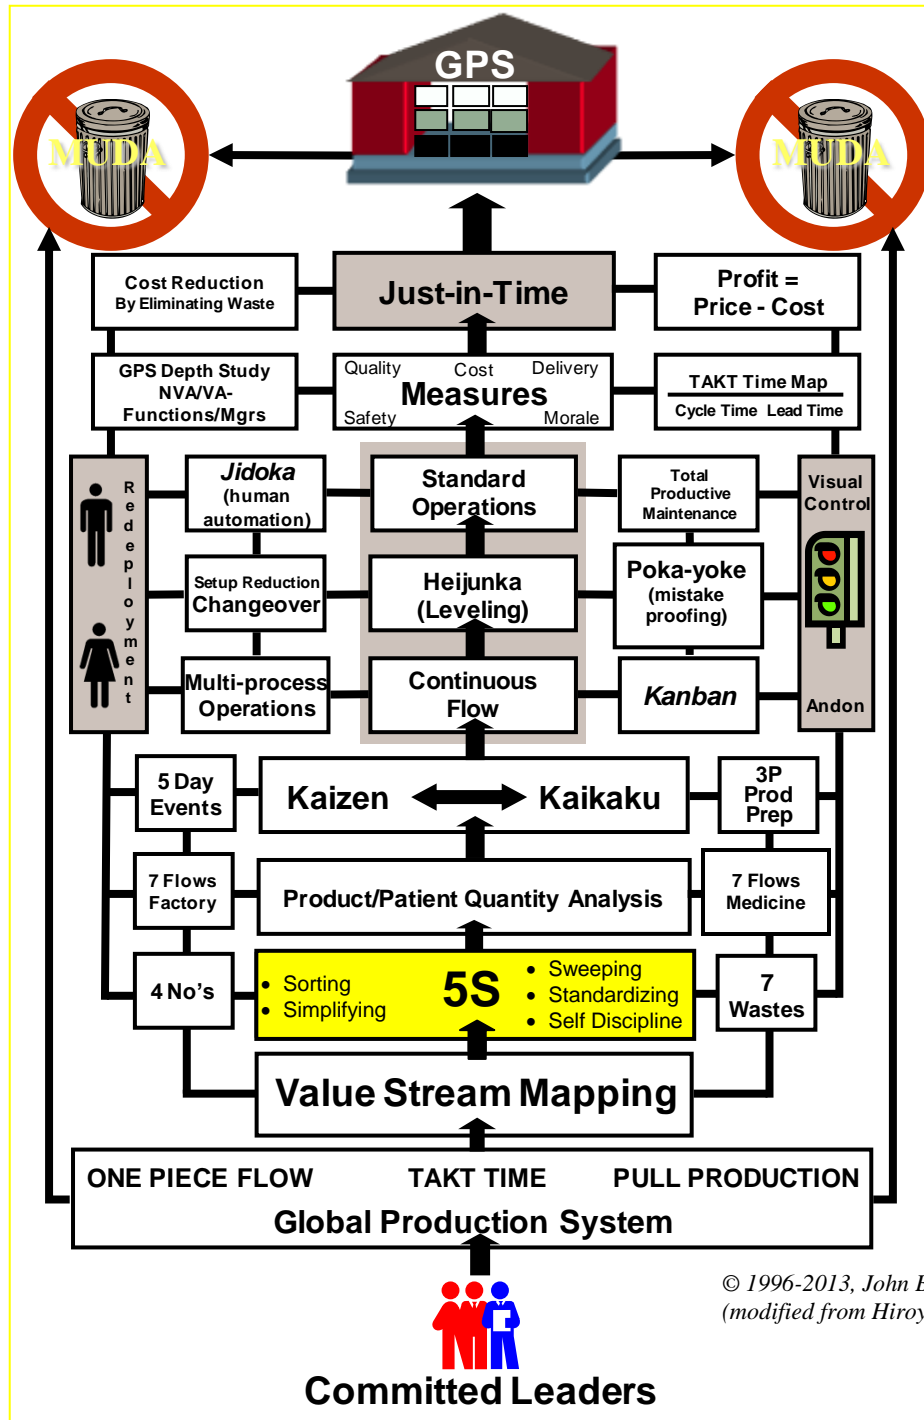 GPS
MUDA
MUDA
Cost Reduction
By Eliminating Waste
Just-in-Time
Profit =
Price - Cost
GPS Depth Study
NVA/VA-
Functions/Mgrs
Quality
Cost
Delivery
Measures
Safety
Morale
TAKT Time Map
Cycle Time Lead Time
Redeployment
Jidoka
(human
automation)
Standard
Operations
Total
Productive
Maintenance
Visual
Control
Setup Reduction
Changeover
Heijunka
(Leveling)
Poka-yoke
(mistake
proofing)
Multi-process
Operations
Continuous
Flow
Kanban
Andon
5 Day
Events
Kaizen
Kaikaku
3P
Prod
Prep
7 Flows
Factory
Product/Patient Quantity Analysis
7 Flows
Medicine
4 No's
• Sorting
• Simplifying
5S
• Sweeping
• Standardizing
• Self Discipline
7
Wastes
Value Stream Mapping
ONE PIECE FLOW TAKT TIME PULL PRODUCTION
Global Production System
© 1996-2013, John
(modified from
Committed Leaders